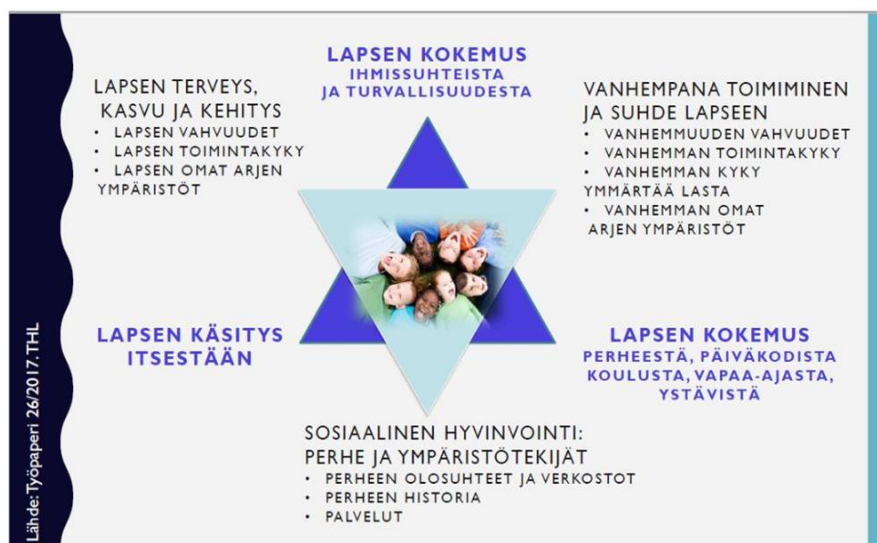 LAPSEN KOKEMUS
IHMISSUHTEISTA
JA TURVALLISUUDESTA
LAPSEN TERVEYS,
KASVU JA KEHITYS
• LAPSEN VAHVUUDET
• LAPSEN TOIMINTAKYKY
• LAPSEN OMAT ARJEN
YMPÄRISTÖT
VANHEMPANA TOIMIMINEN
JA SUHDE LAPSEEN
• VANHEMMUUDEN VAHVUUDET
• VANHEMMAN TOIMINTAKYKY
• VANHEMMAN KYKY
YMMÄRTÄÄ LASTA
• VANHEMMAN OMAT
ARJEN YMPÄRISTÖT
LAPSEN KÄSITYS
ITSESTÄÄN
LAPSEN KOKEMUS
PERHEESTÄ, PÄIVÄKODISTA
KOULUSTA, VAPAA-AJASTA,
YSTÄVISTÄ
SOSIAALINEN HYVINVOINTI:
PERHE JA YMPÄRISTÖTEKIJÄT
• PERHEEN OLOSUHTEET JA VERKOSTOT
• PERHEEN HISTORIA
• PALVELUT
Lähde: Työpaperi 26/2017. THL